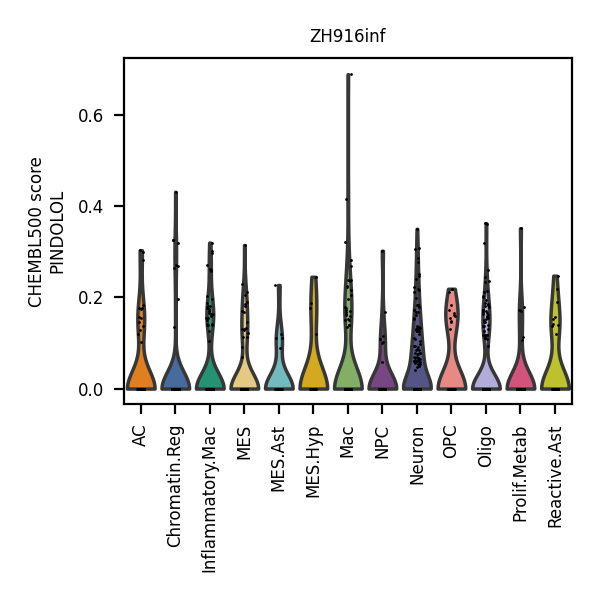 ZH916inf
CHEMBL500 score
PINDOLOL
0.6
0.4
0.2
0.0
AC
Chromatin.Reg
Inflammatory.Mac
MES
MES.Ast
MES.Hyp
Mac
NPC
Neuron
OPC
Oligo
Prolif.Metab
Reactive.Ast